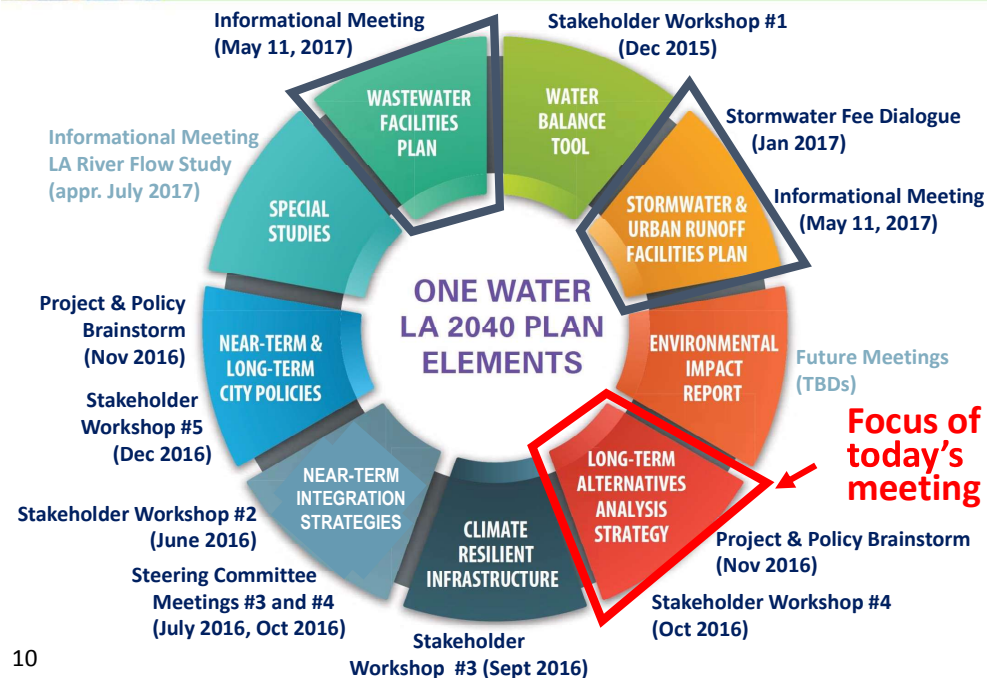 Informational Meeting
(May 11, 2017)
Stakeholder Workshop #1
(Dec 2015)
WASTEWATER
FACILITIES
PLAN
WATER
BALANCE
TOOL
Stormwater Fee Dialogue
(Jan 2017)
Informational Meeting
LA River Flow Study
(appr. July 2017)
SPECIAL
STUDIES
STORMWATER &
URBAN RUNOFF
FACILITIES PLAN
Informational Meeting
(May 11, 2017)
ONE WATER
LA 2040 PLAN
ELEMENTS
Project & Policy
Brainstorm
(Nov 2016)
NEAR-TERM &
LONG-TERM
CITY POLICIES
ENVIRONMENTAL
IMPACT
REPORT
Future Meetings
(TBDs)
Stakeholder
Workshop #5
(Dec 2016)
Focus of
today's
meeting
NEAR-TERM
INTEGRATION
STRATEGIES
CLIMATE
RESILIENT
INFRASTRUCTURE
LONG-TERM
ALTERNATIVES
ANALYSIS
STRATEGY
Stakeholder Workshop #2
(June 2016)
Project & Policy Brainstorm
(Nov 2016)
Steering Committee
Meetings #3 and #4
(July 2016, Oct 2016)
Stakeholder Workshop #4
(Oct 2016)
Stakeholder
Workshop #3 (Sept 2016)
10